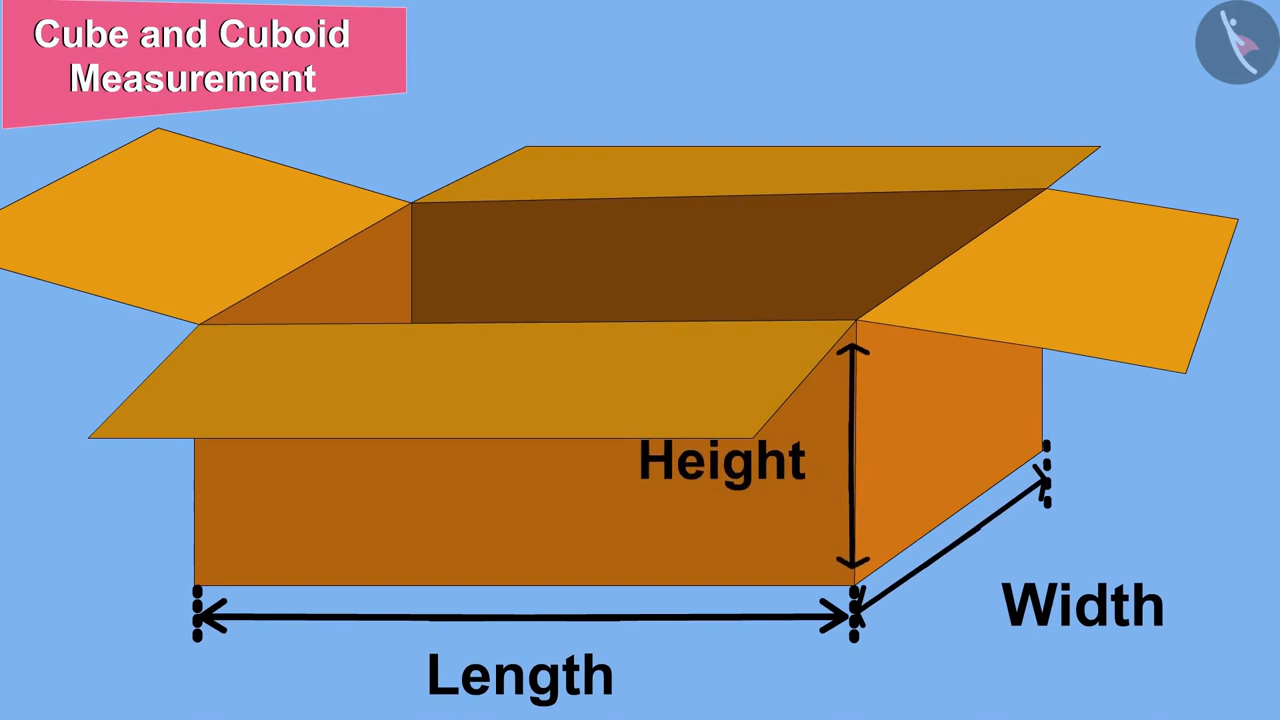 Cube and Cuboid
Measurement
Height
Width
Length